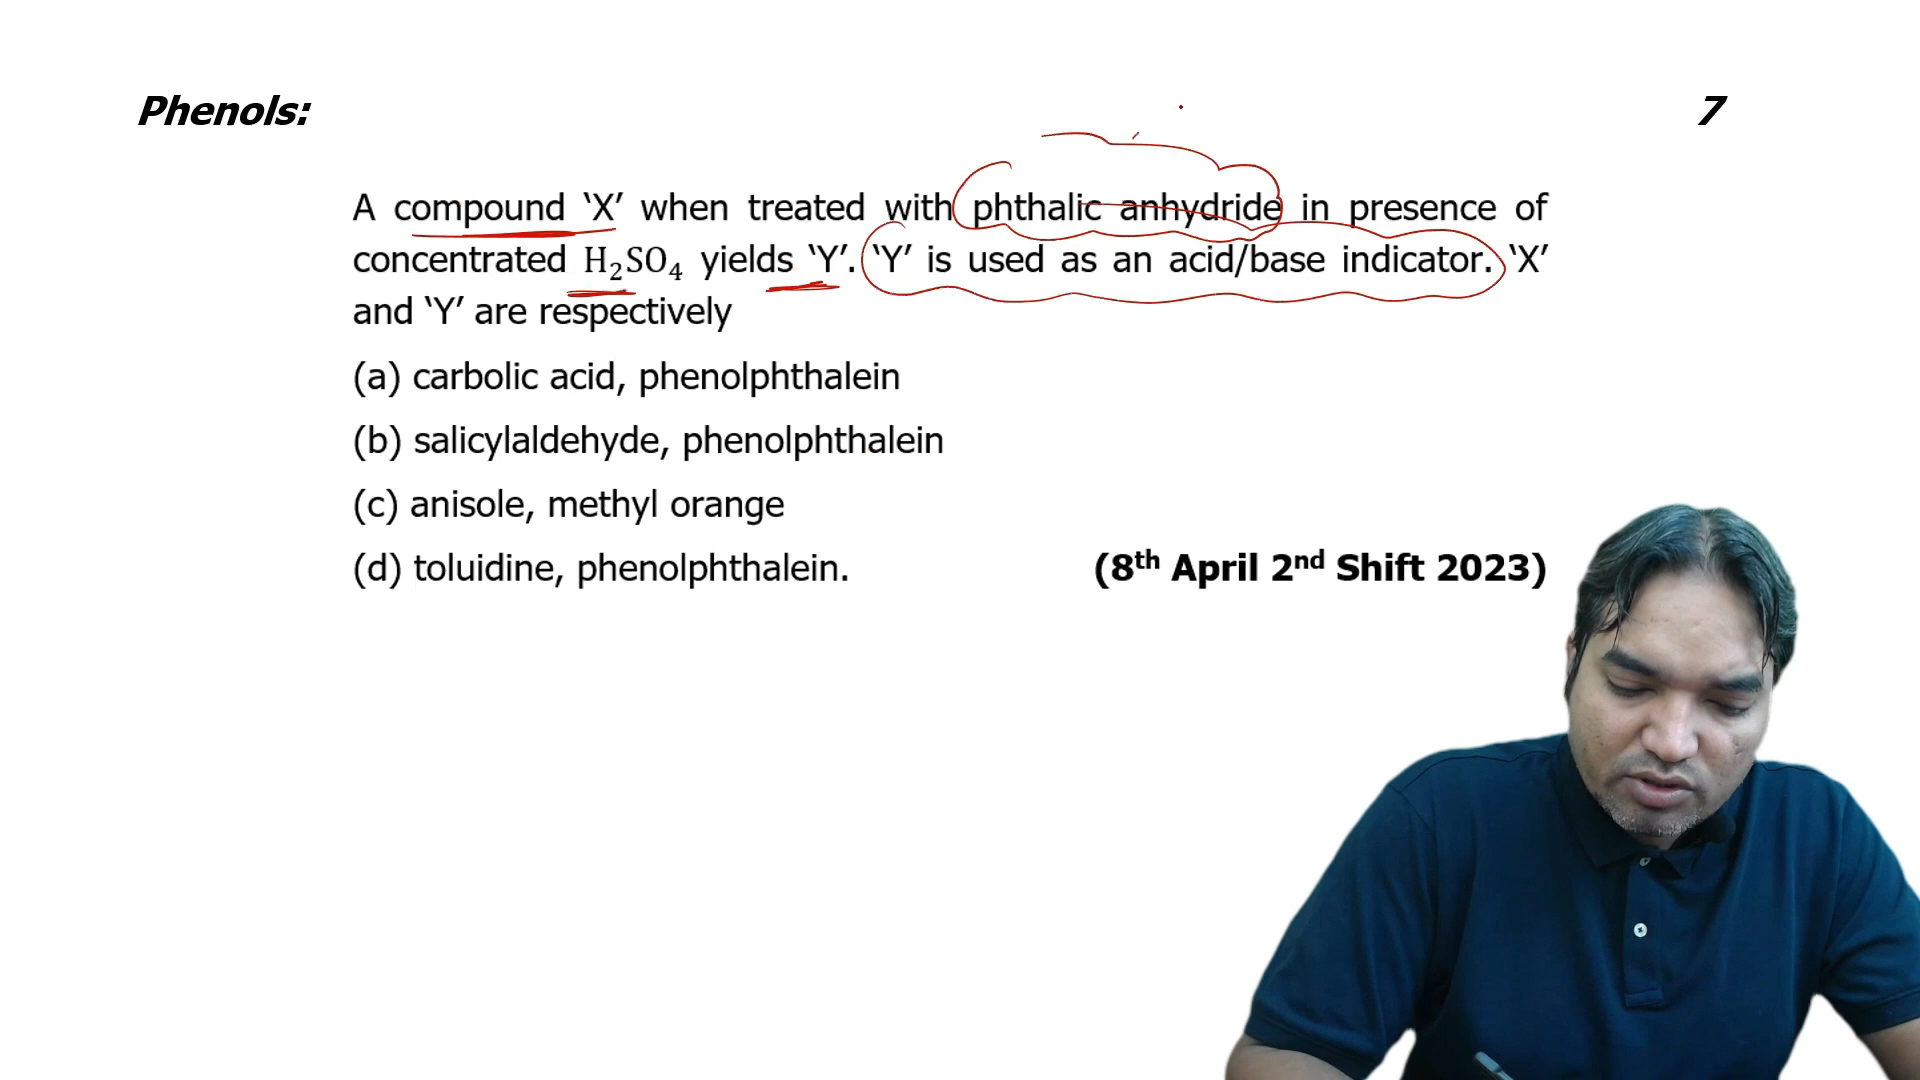 Phenols: 7
A compound ‘X’ when treated with phthalic anhydride in presence of
concentrated H₂SO₄ yields ‘Y’. ‘Y’ is used as an acid/base indicator. ‘X’
and ‘Y’ are respectively
(a) carbolic acid, phenolphthalein
(b) salicylaldehyde, phenolphthalein
(c) anisole, methyl orange
(d) toluidine, phenolphthalein. (8th April 2nd Shift 2023)